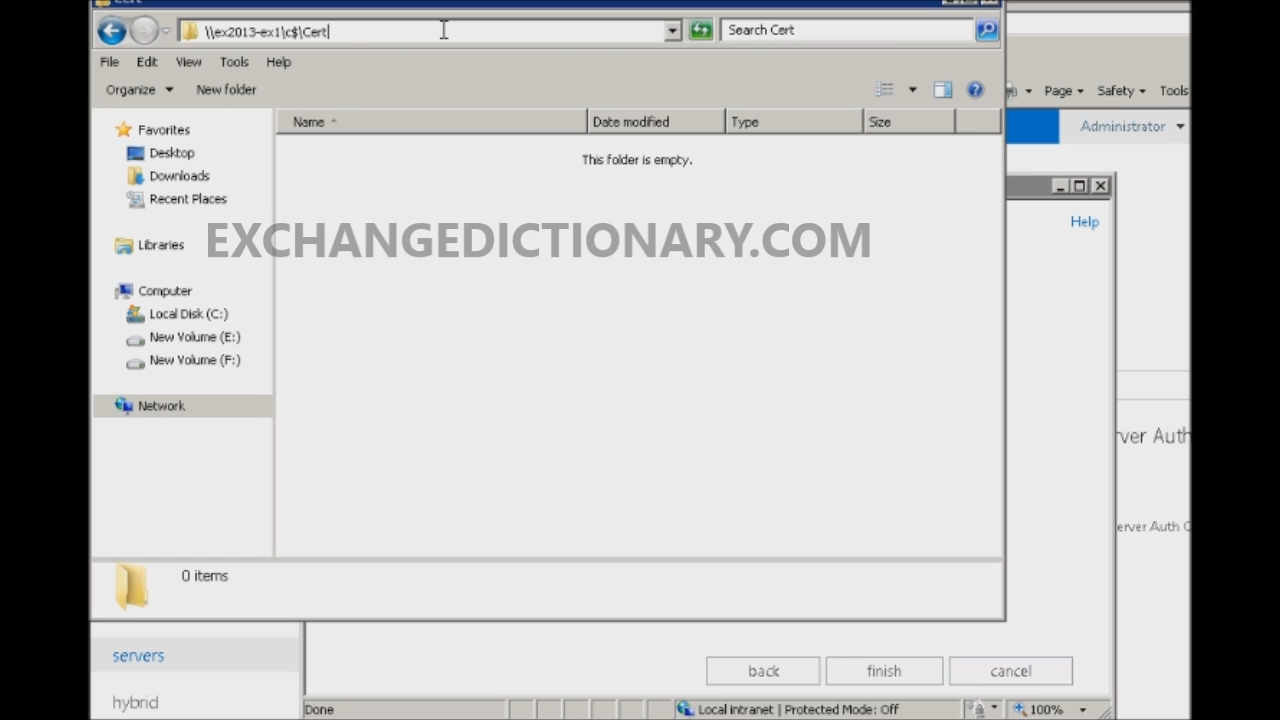 Cert
\\ex2013-ex1\c$\Cert
Search Cert
File Edit View Tools Help
Organize New folder
Page Safety Tools
Name Date modified Type Size
Administrator
This folder is empty.
Favorites
Desktop
Downloads
Recent Places
Help
EXCHANGEDICTIONARY.COM
Libraries
Computer
Local Disk (C:)
New Volume (E:)
New Volume (F:)
Network
rver Auth
erver Auth C
0 items
servers
back finish cancel
hybrid
Done
Local intranet | Protected Mode: Off
100%